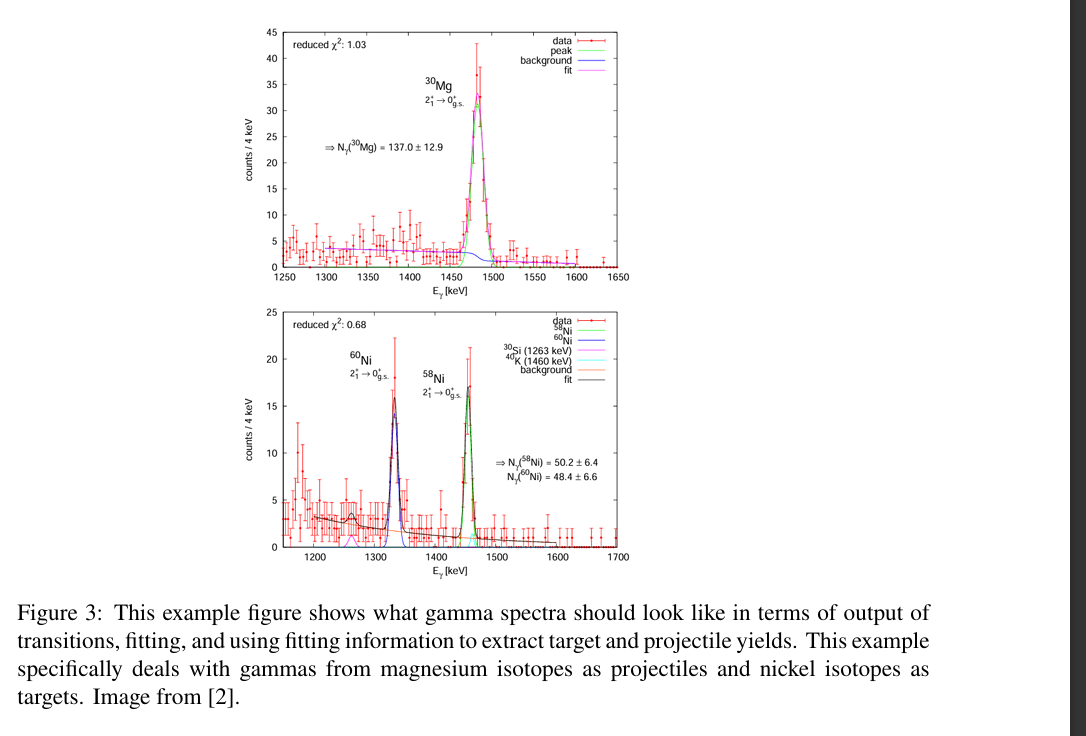 45
40
35
30
25
20
15
10
5
0
counts / 4 keV
reduced χ²: 1.03
data
peak
background
fit
³⁰Mg
2₁⁺ → 0⁺g.s.
⇒ Nγ(³⁰Mg) = 137.0 ± 12.9
1250 1300 1350 1400 1450 1500 1550 1600 1650
Eγ [keV]
25
20
15
10
5
0
counts / 4 keV
reduced χ²: 0.68
data
⁵⁸Ni
⁶⁰Ni
³⁰Si (1263 keV)
⁴⁰K (1460 keV)
background
fit
⁶⁰Ni
2₁⁺ → 0⁺g.s.
⁵⁸Ni
2₁⁺ → 0⁺g.s.
⇒ Nγ(⁵⁸Ni) = 50.2 ± 6.4
Nγ(⁶⁰Ni) = 48.4 ± 6.6
1200 1300 1400 1500 1600 1700
Eγ [keV]
Figure 3: This example figure shows what gamma spectra should look like in terms of output of
transitions, fitting, and using fitting information to extract target and projectile yields. This example
specifically deals with gammas from magnesium isotopes as projectiles and nickel isotopes as
targets. Image from [2].